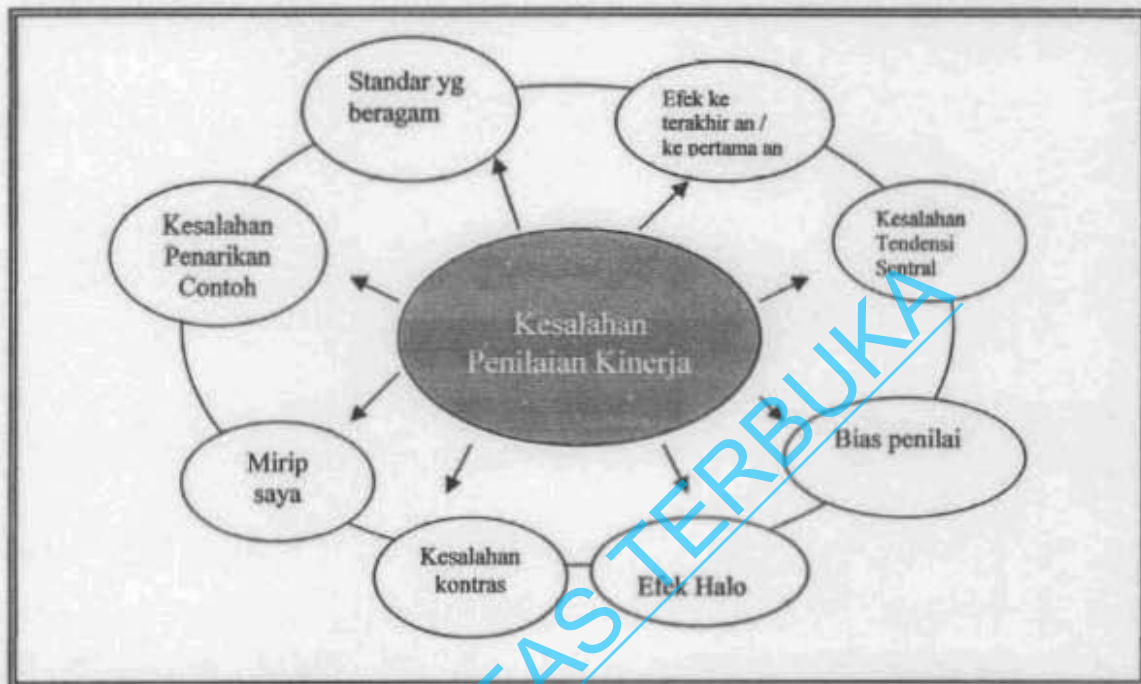 Standar yg
beragam
Efek ke
terakhir an /
ke pertama an
Kesalahan
Tendensi
Sentral
Bias penilai
Efek Halo
Kesalahan
kontras
Mirip
saya
Kesalahan
Penarikan
Contoh
Kesalahan
Penilaian Kinerja
TAS TERBUKA